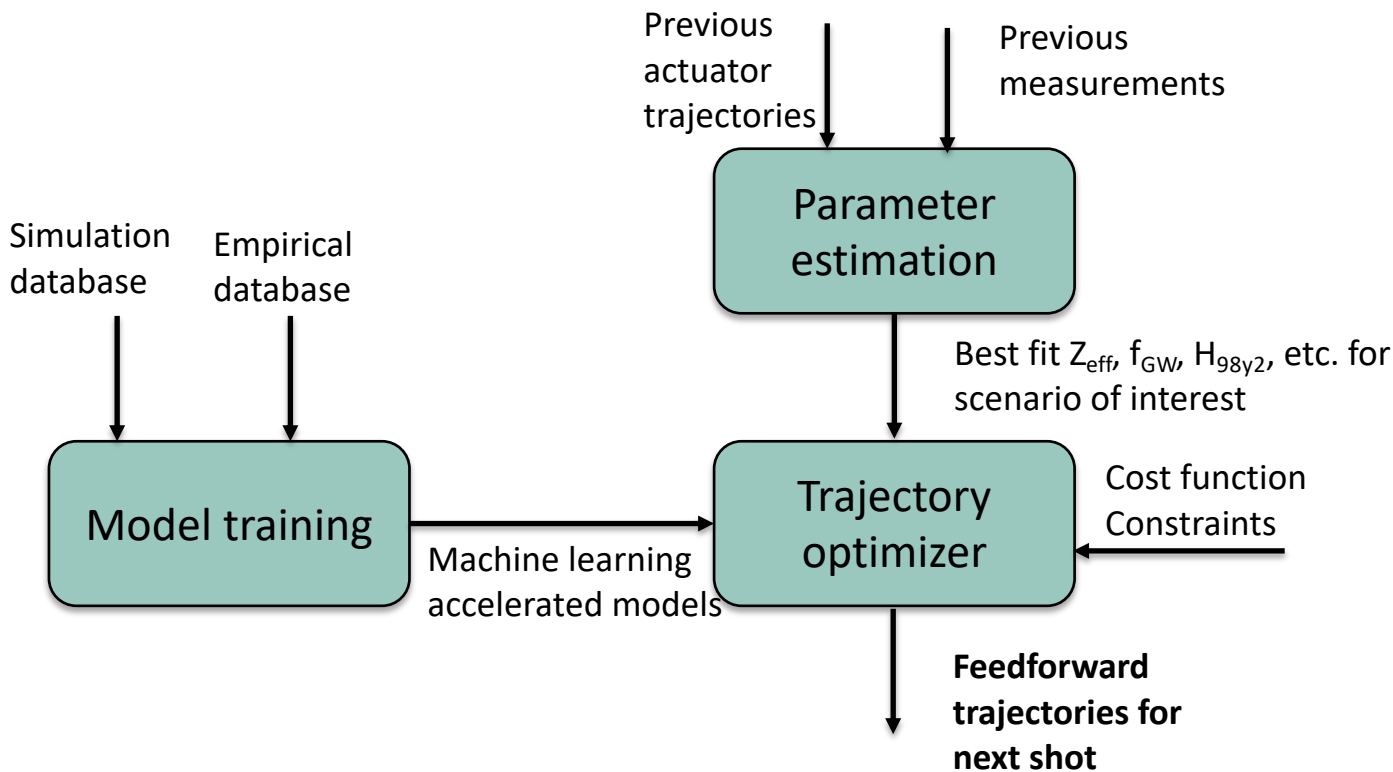 Previous
actuator
trajectories
Previous
measurements
Parameter
estimation
Simulation
database
Empirical
database
Best fit Zeff, fGW, H98y2, etc. for
scenario of interest
Model training
Machine learning
accelerated models
Trajectory
optimizer
Cost function
Constraints
Feedforward
trajectories for
next shot